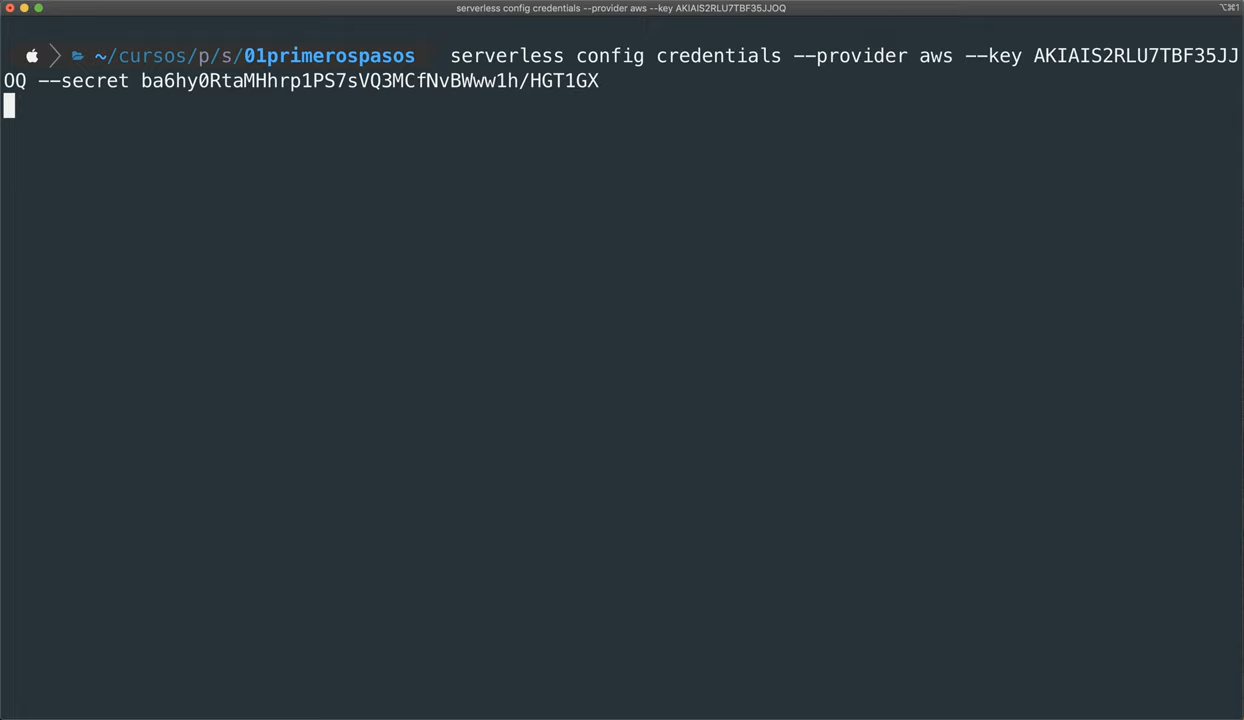 serverless config credentials --provider aws --key AKIAIS2RLU7TBF35JJOQ
⌥⌘1
~/cursos/p/s/01primerospasos serverless config credentials --provider aws --key AKIAIS2RLU7TBF35JJ
OQ --secret ba6hy0RtaMHhrp1PS7sVQ3MCfNvBWww1h/HGT1GX